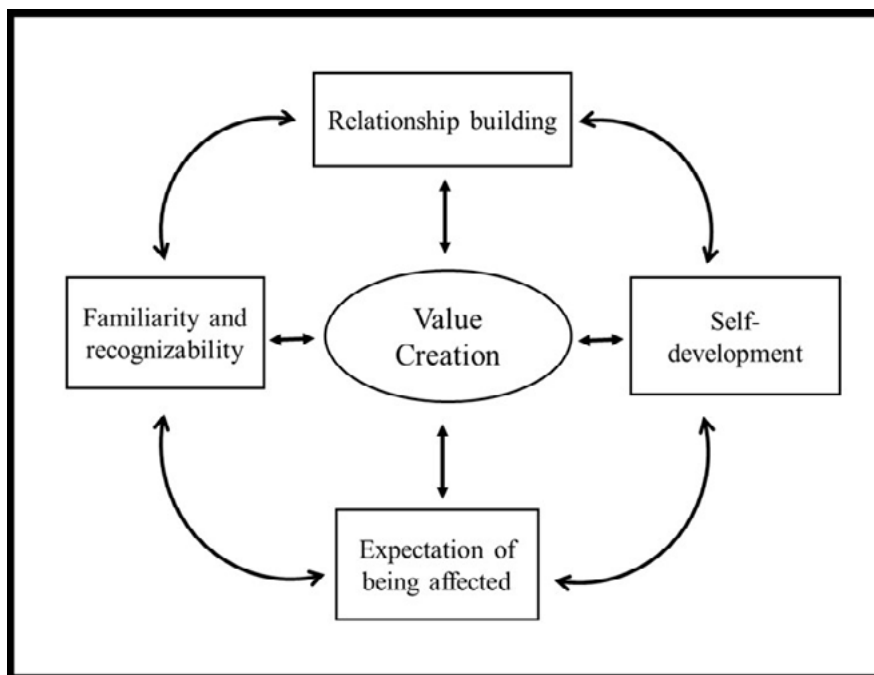 Relationship building
Familiarity and
recognizability
Value
Creation
Self-
development
Expectation of
being affected